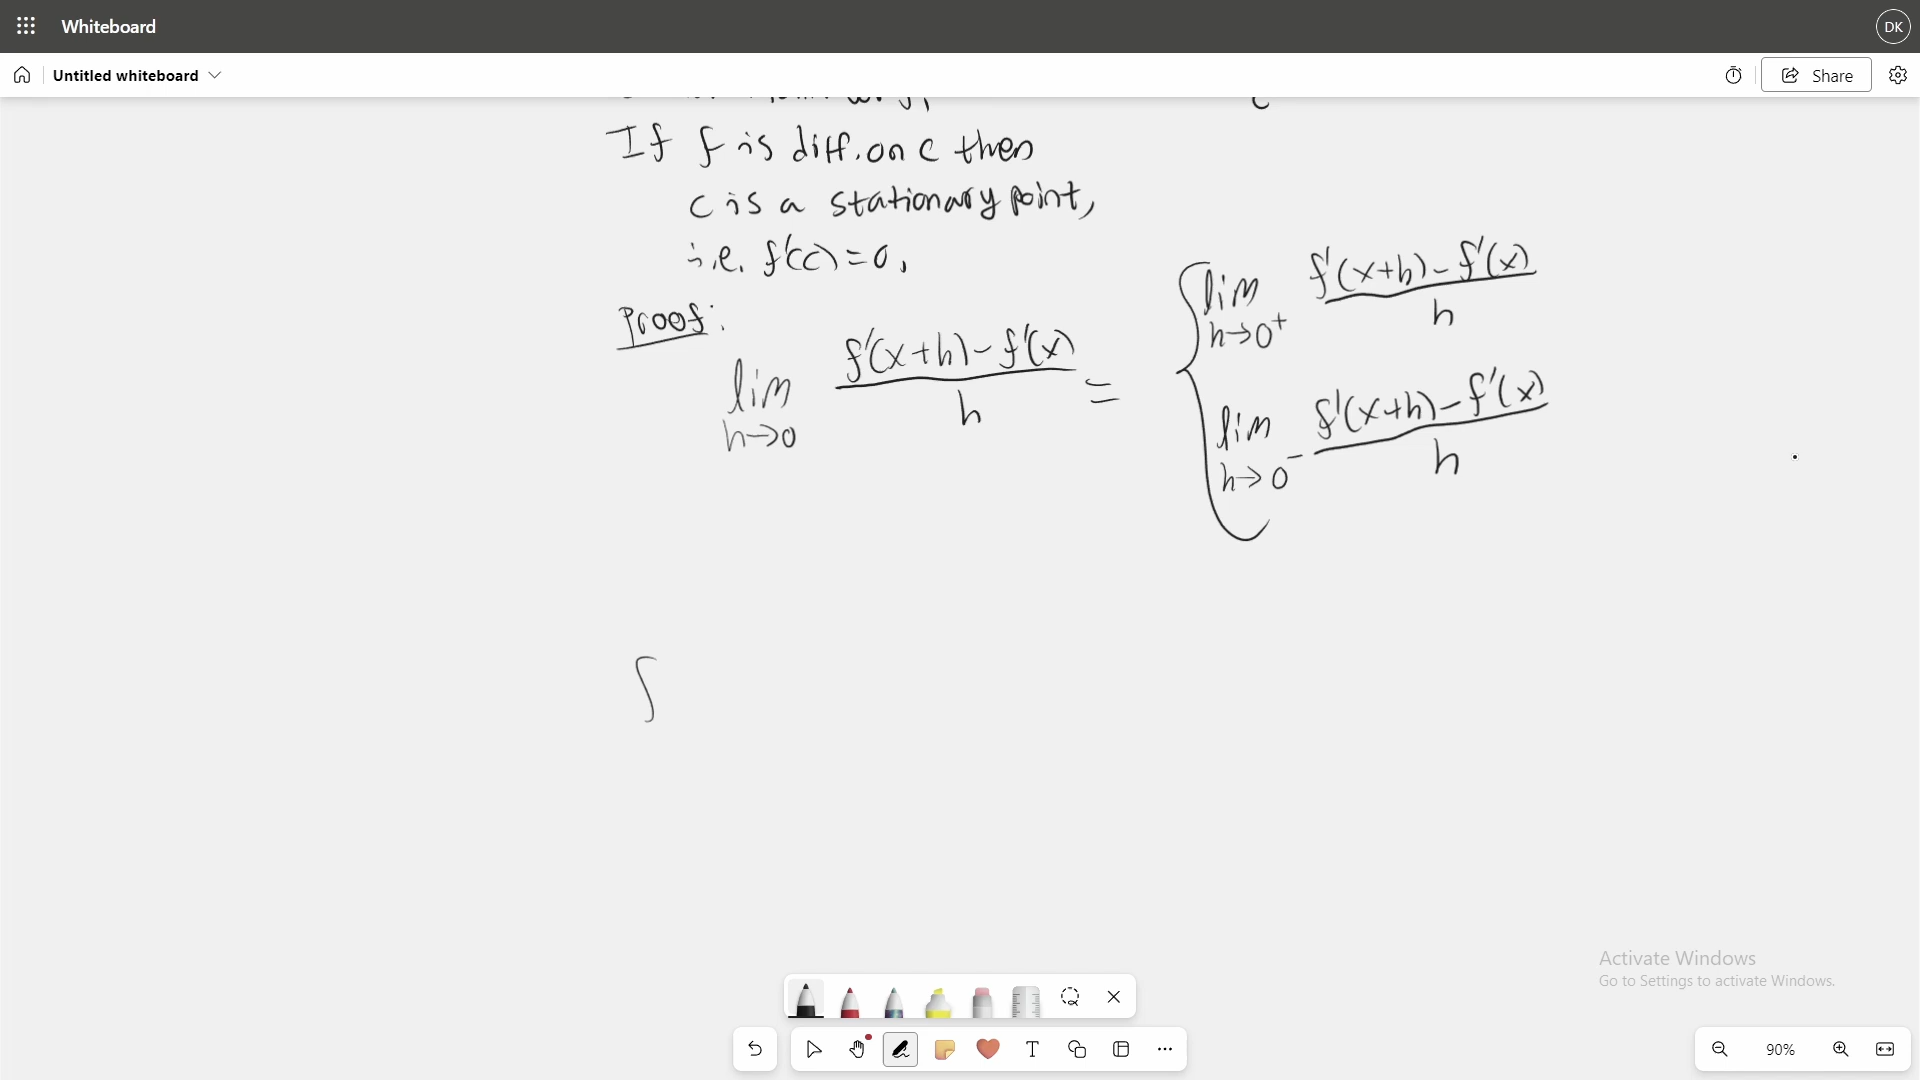 Whiteboard
DK
Untitled whiteboard
Share
If f is diff. on c then
c is a stationary point,
i.e. f'(c) = 0,
Proof:
lim h→0 f'(x+h) - f'(x) / h =
lim h→0⁺ f'(x+h) - f'(x) / h
lim h→0⁻ f'(x+h) - f'(x) / h
∫
Activate Windows
Go to Settings to activate Windows.
T
90%